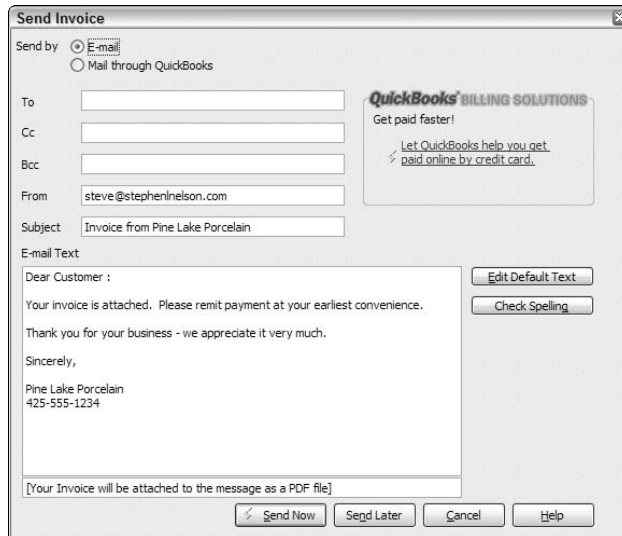 Send Invoice
Send by
E-mail
Mail through QuickBooks
To
Cc
Bcc
From steve@stephenlnelson.com
Subject Invoice from Pine Lake Porcelain
QuickBooks BILLING SOLUTIONS
Get paid faster!
Let QuickBooks help you get
paid online by credit card.
E-mail Text
Dear Customer :
Your invoice is attached. Please remit payment at your earliest convenience.
Thank you for your business - we appreciate it very much.
Sincerely,
Pine Lake Porcelain
425-555-1234
[Your Invoice will be attached to the message as a PDF file]
Edit Default Text
Check Spelling
Send Now
Send Later
Cancel
Help